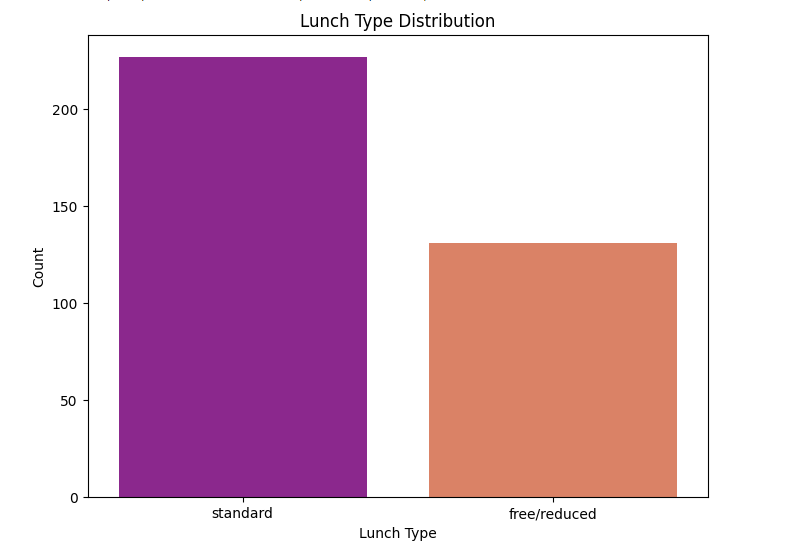 Lunch Type Distribution
200
150
100
50
0
Count
standard
free/reduced
Lunch Type